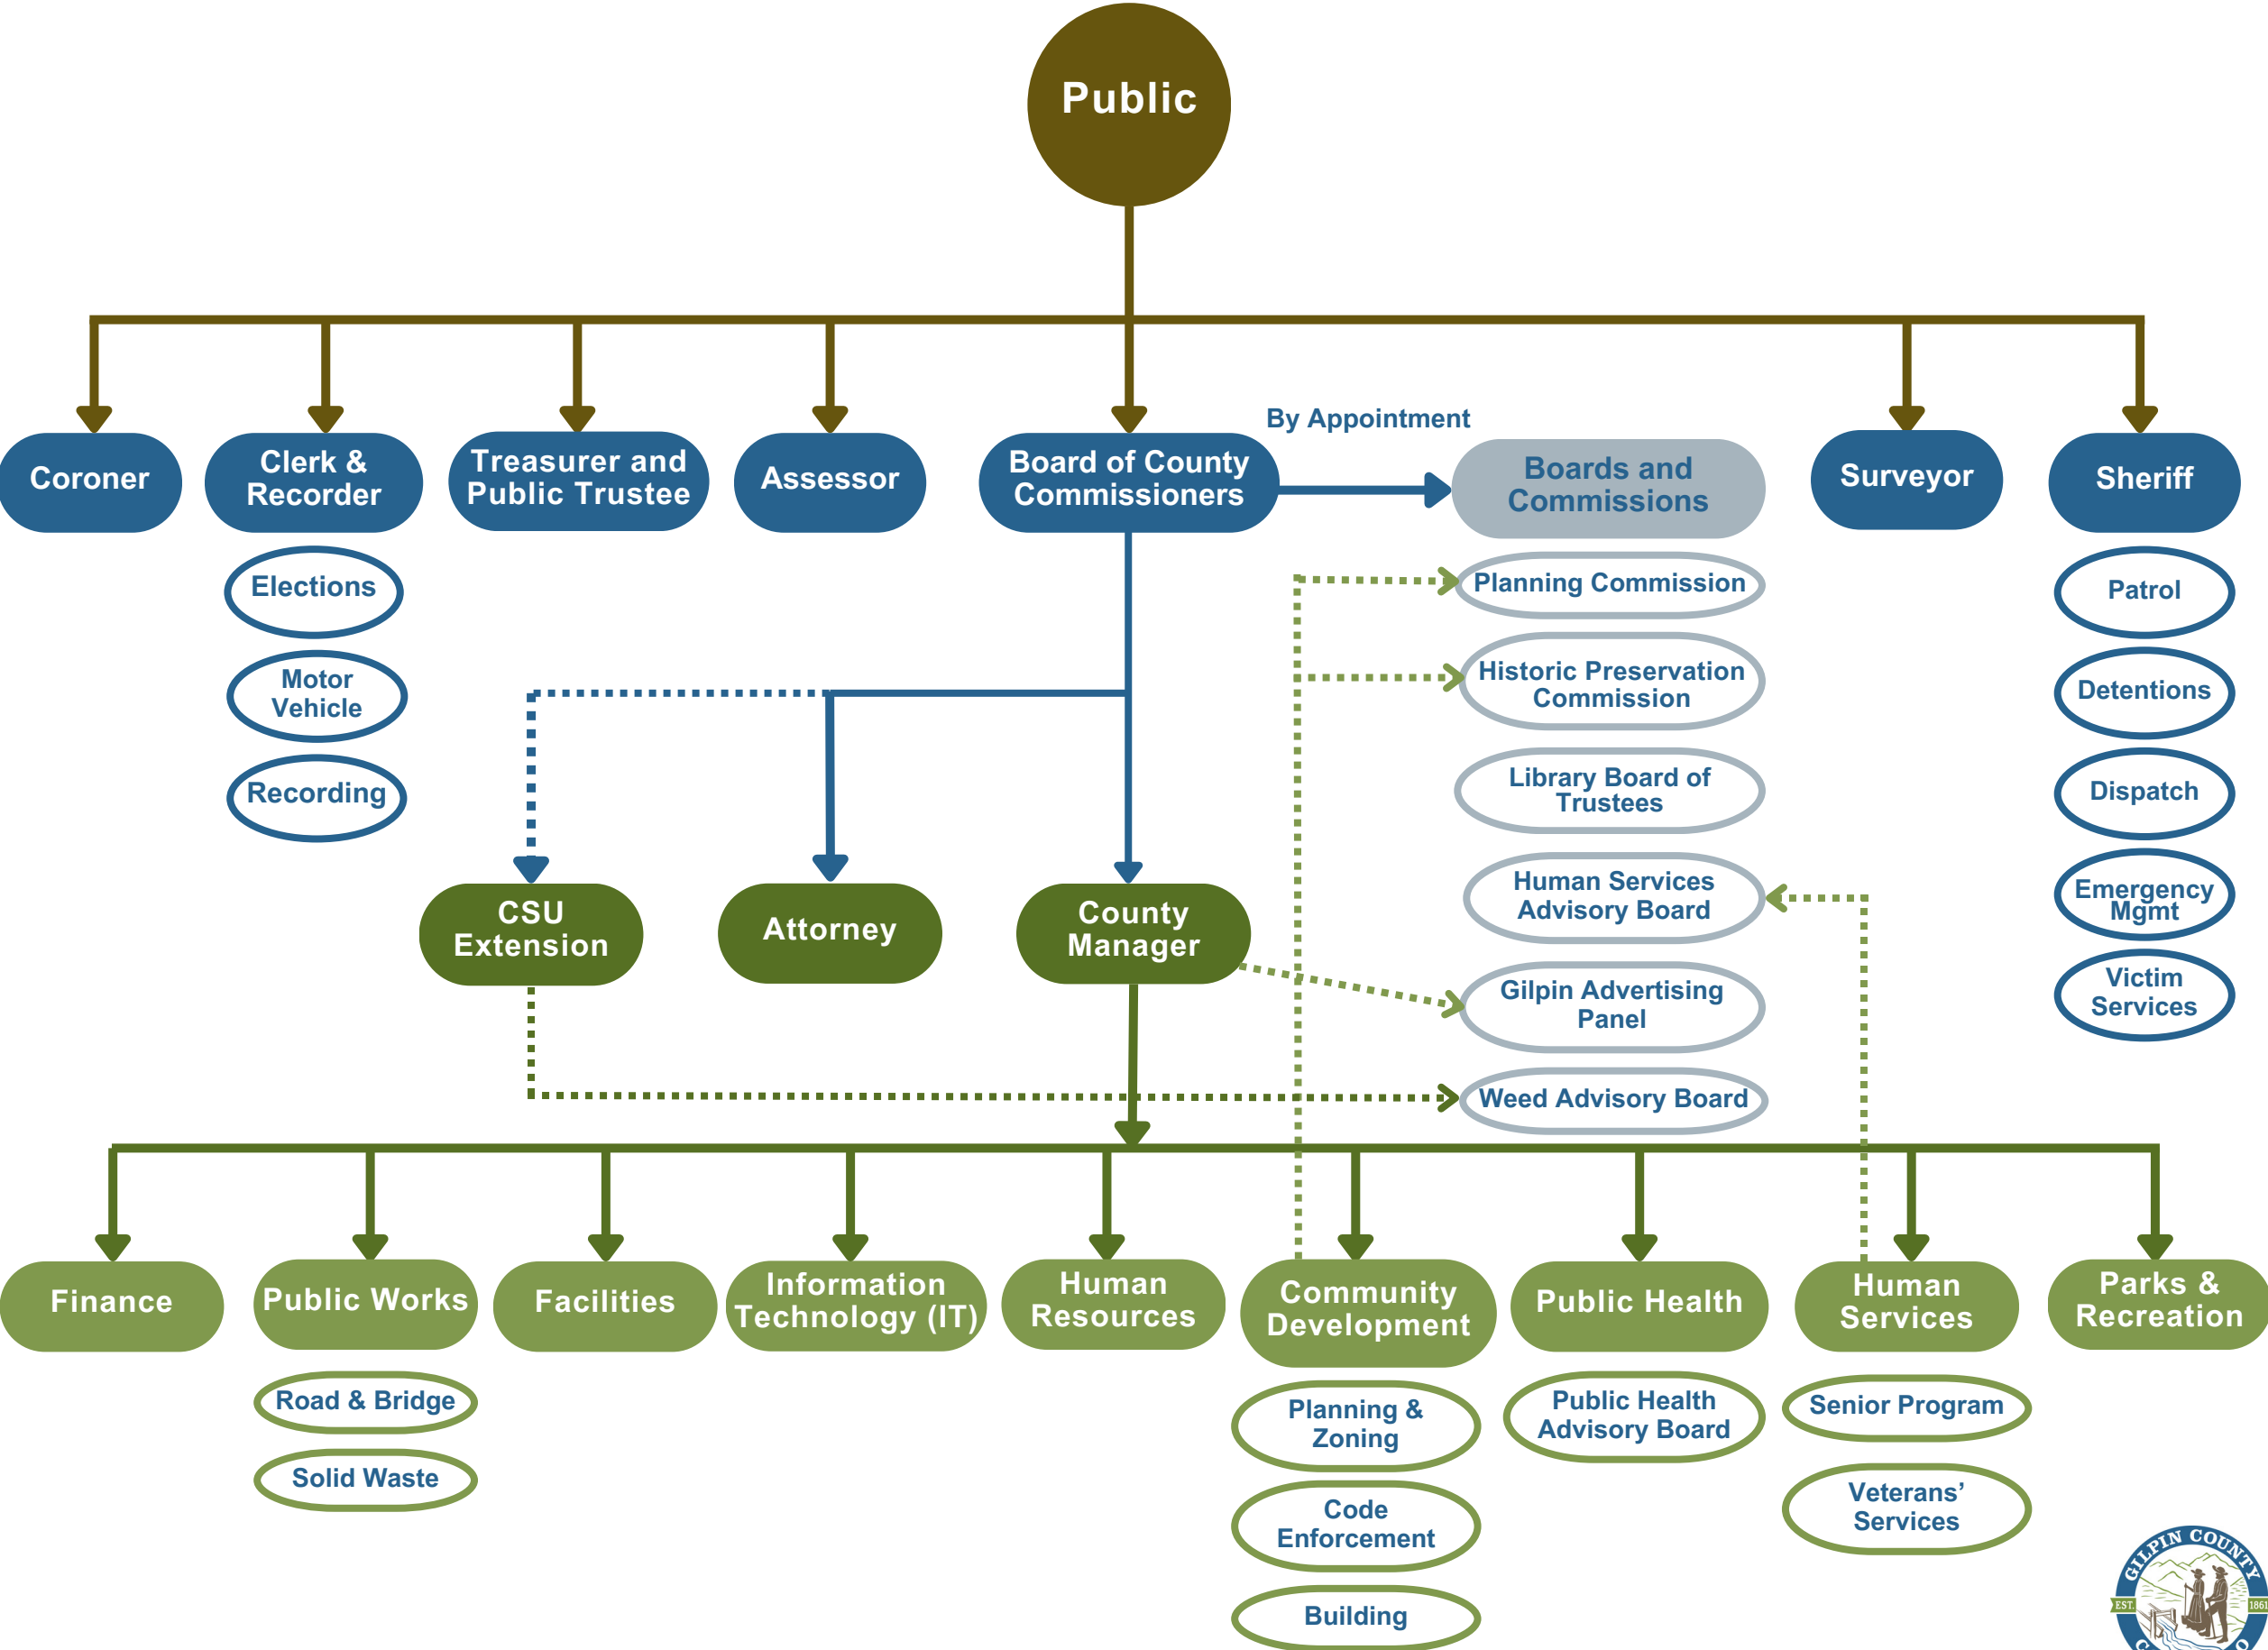 Public
By Appointment
Coroner
Clerk &
Recorder
Treasurer and
Public Trustee
Assessor
Board of County
Commissioners
Boards and
Commissions
Surveyor
Sheriff
Elections
Motor
Vehicle
Recording
Planning Commission
Historic Preservation
Commission
Library Board of
Trustees
Human Services
Advisory Board
Gilpin Advertising
Panel
Weed Advisory Board
Patrol
Detentions
Dispatch
Emergency
Mgmt
Victim
Services
CSU
Extension
Attorney
County
Manager
Finance
Public Works
Facilities
Information
Technology (IT)
Human
Resources
Community
Development
Public Health
Human
Services
Parks &
Recreation
Road & Bridge
Solid Waste
Planning &
Zoning
Code
Enforcement
Building
Public Health
Advisory Board
Senior Program
Veterans’
Services
GILPIN COUNTY
EST. 1861